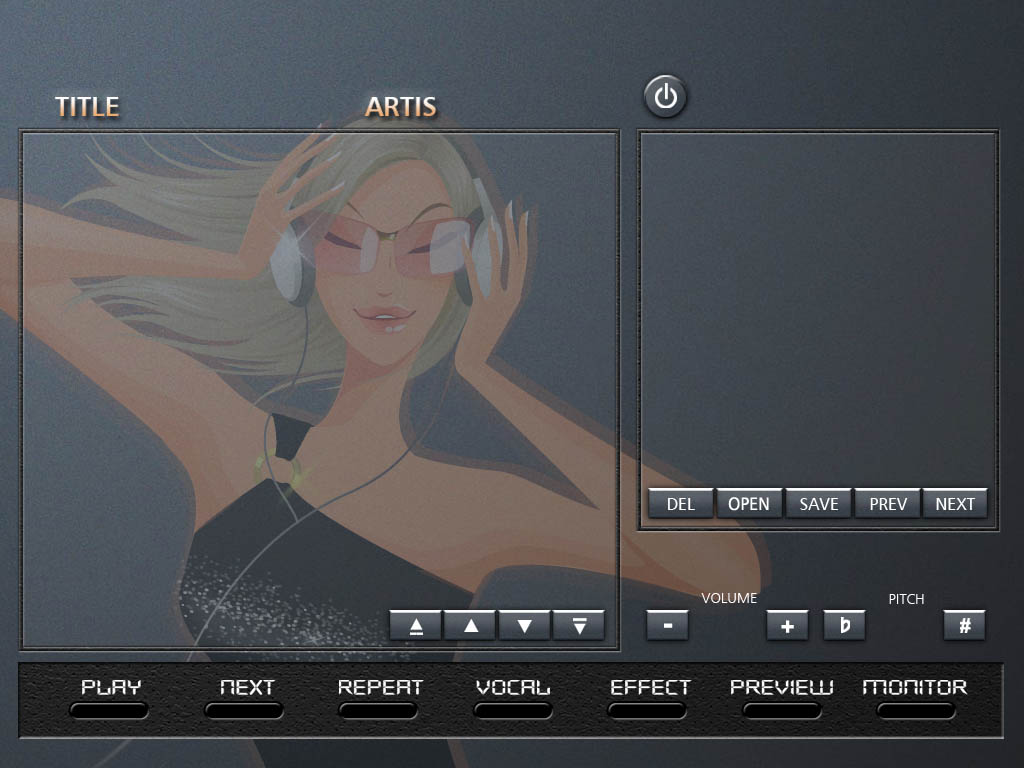 TITLE ARTIS
DEL OPEN SAVE PREV NEXT
VOLUME PITCH
- + b #
PLAY NEXT REPEAT VOCAL EFFECT PREVIEW MONITOR